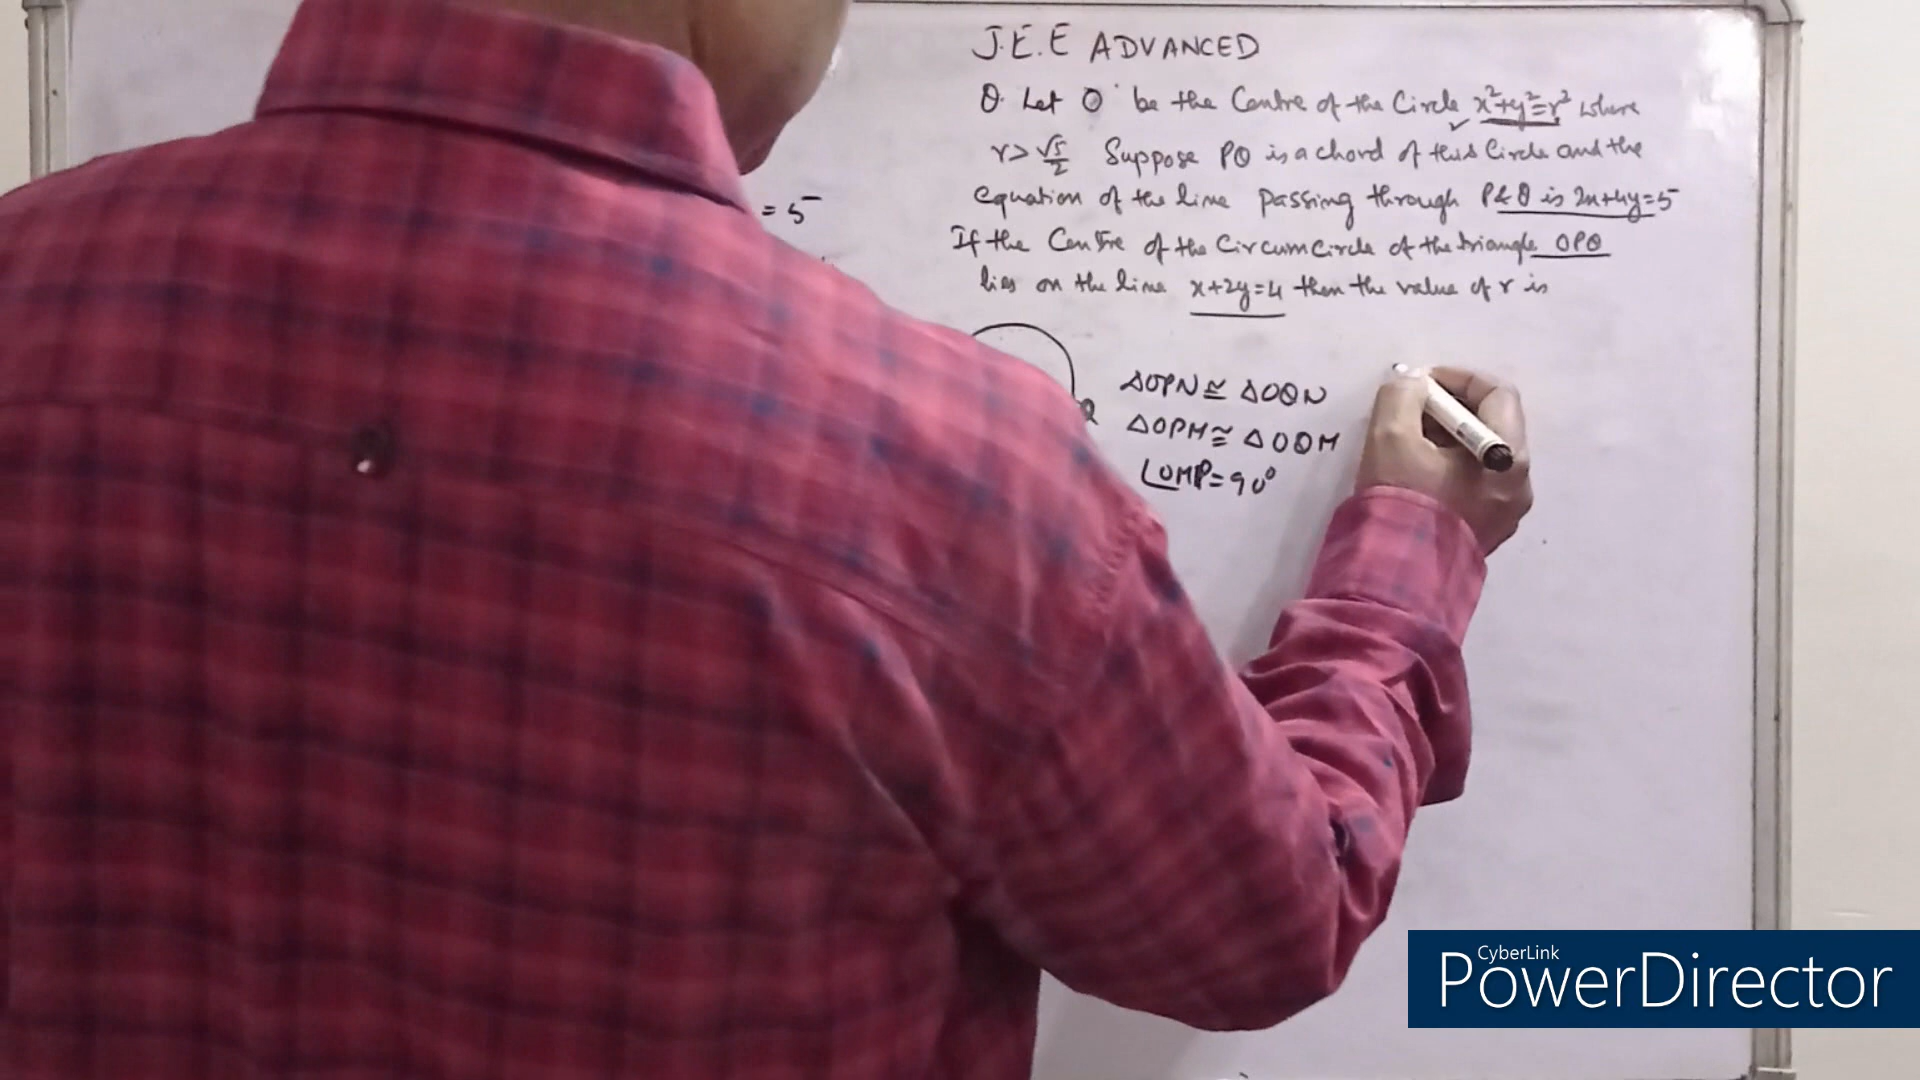 J.E.E ADVANCED
Q. Let O be the Centre of the Circle x²+y²=r² where
r> √5/2 Suppose PQ is a chord of this Circle and the
equation of the line passing through P & Q is 2x+4y=5
If the Centre of the Circumcircle of the triangle OPQ
lies on the line x+2y=4 then the value of r is
= 5
Q
ΔOPN ≅ ΔOQN
ΔOPM ≅ ΔOQM
∠OMP=90°
CyberLink
PowerDirector